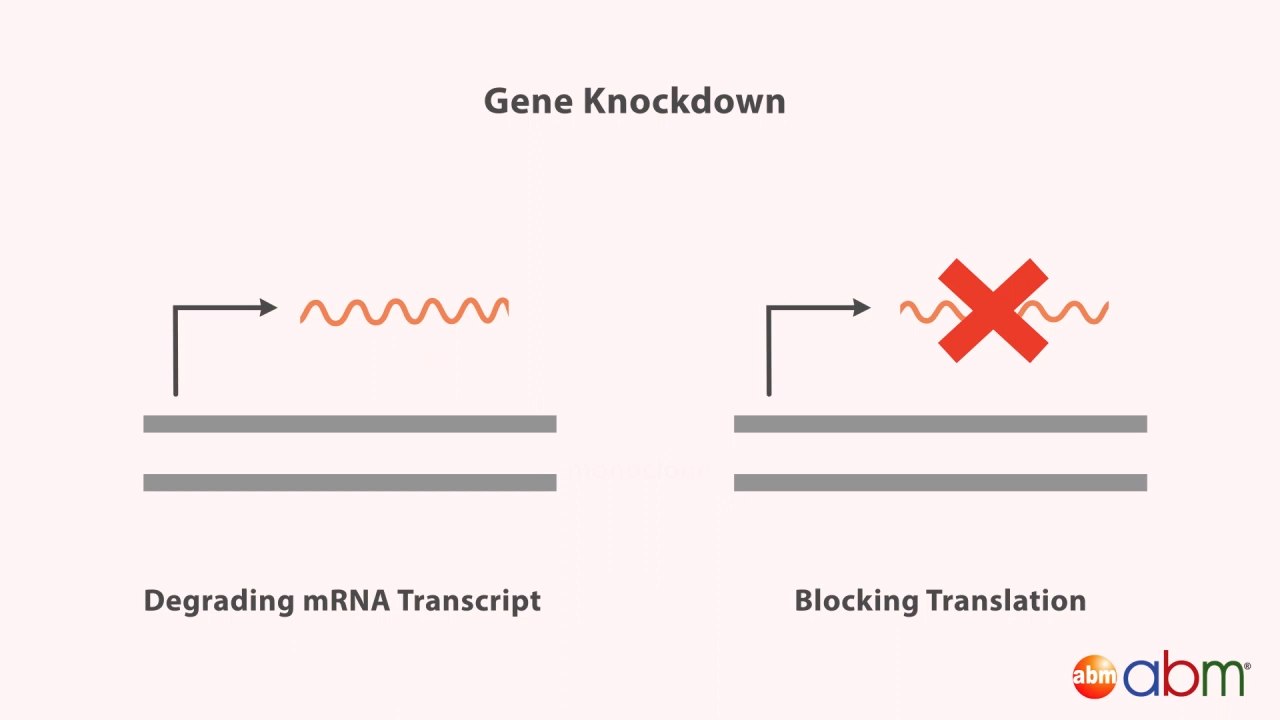 Gene Knockdown
Degrading mRNA Transcript
Blocking Translation
abm abm®